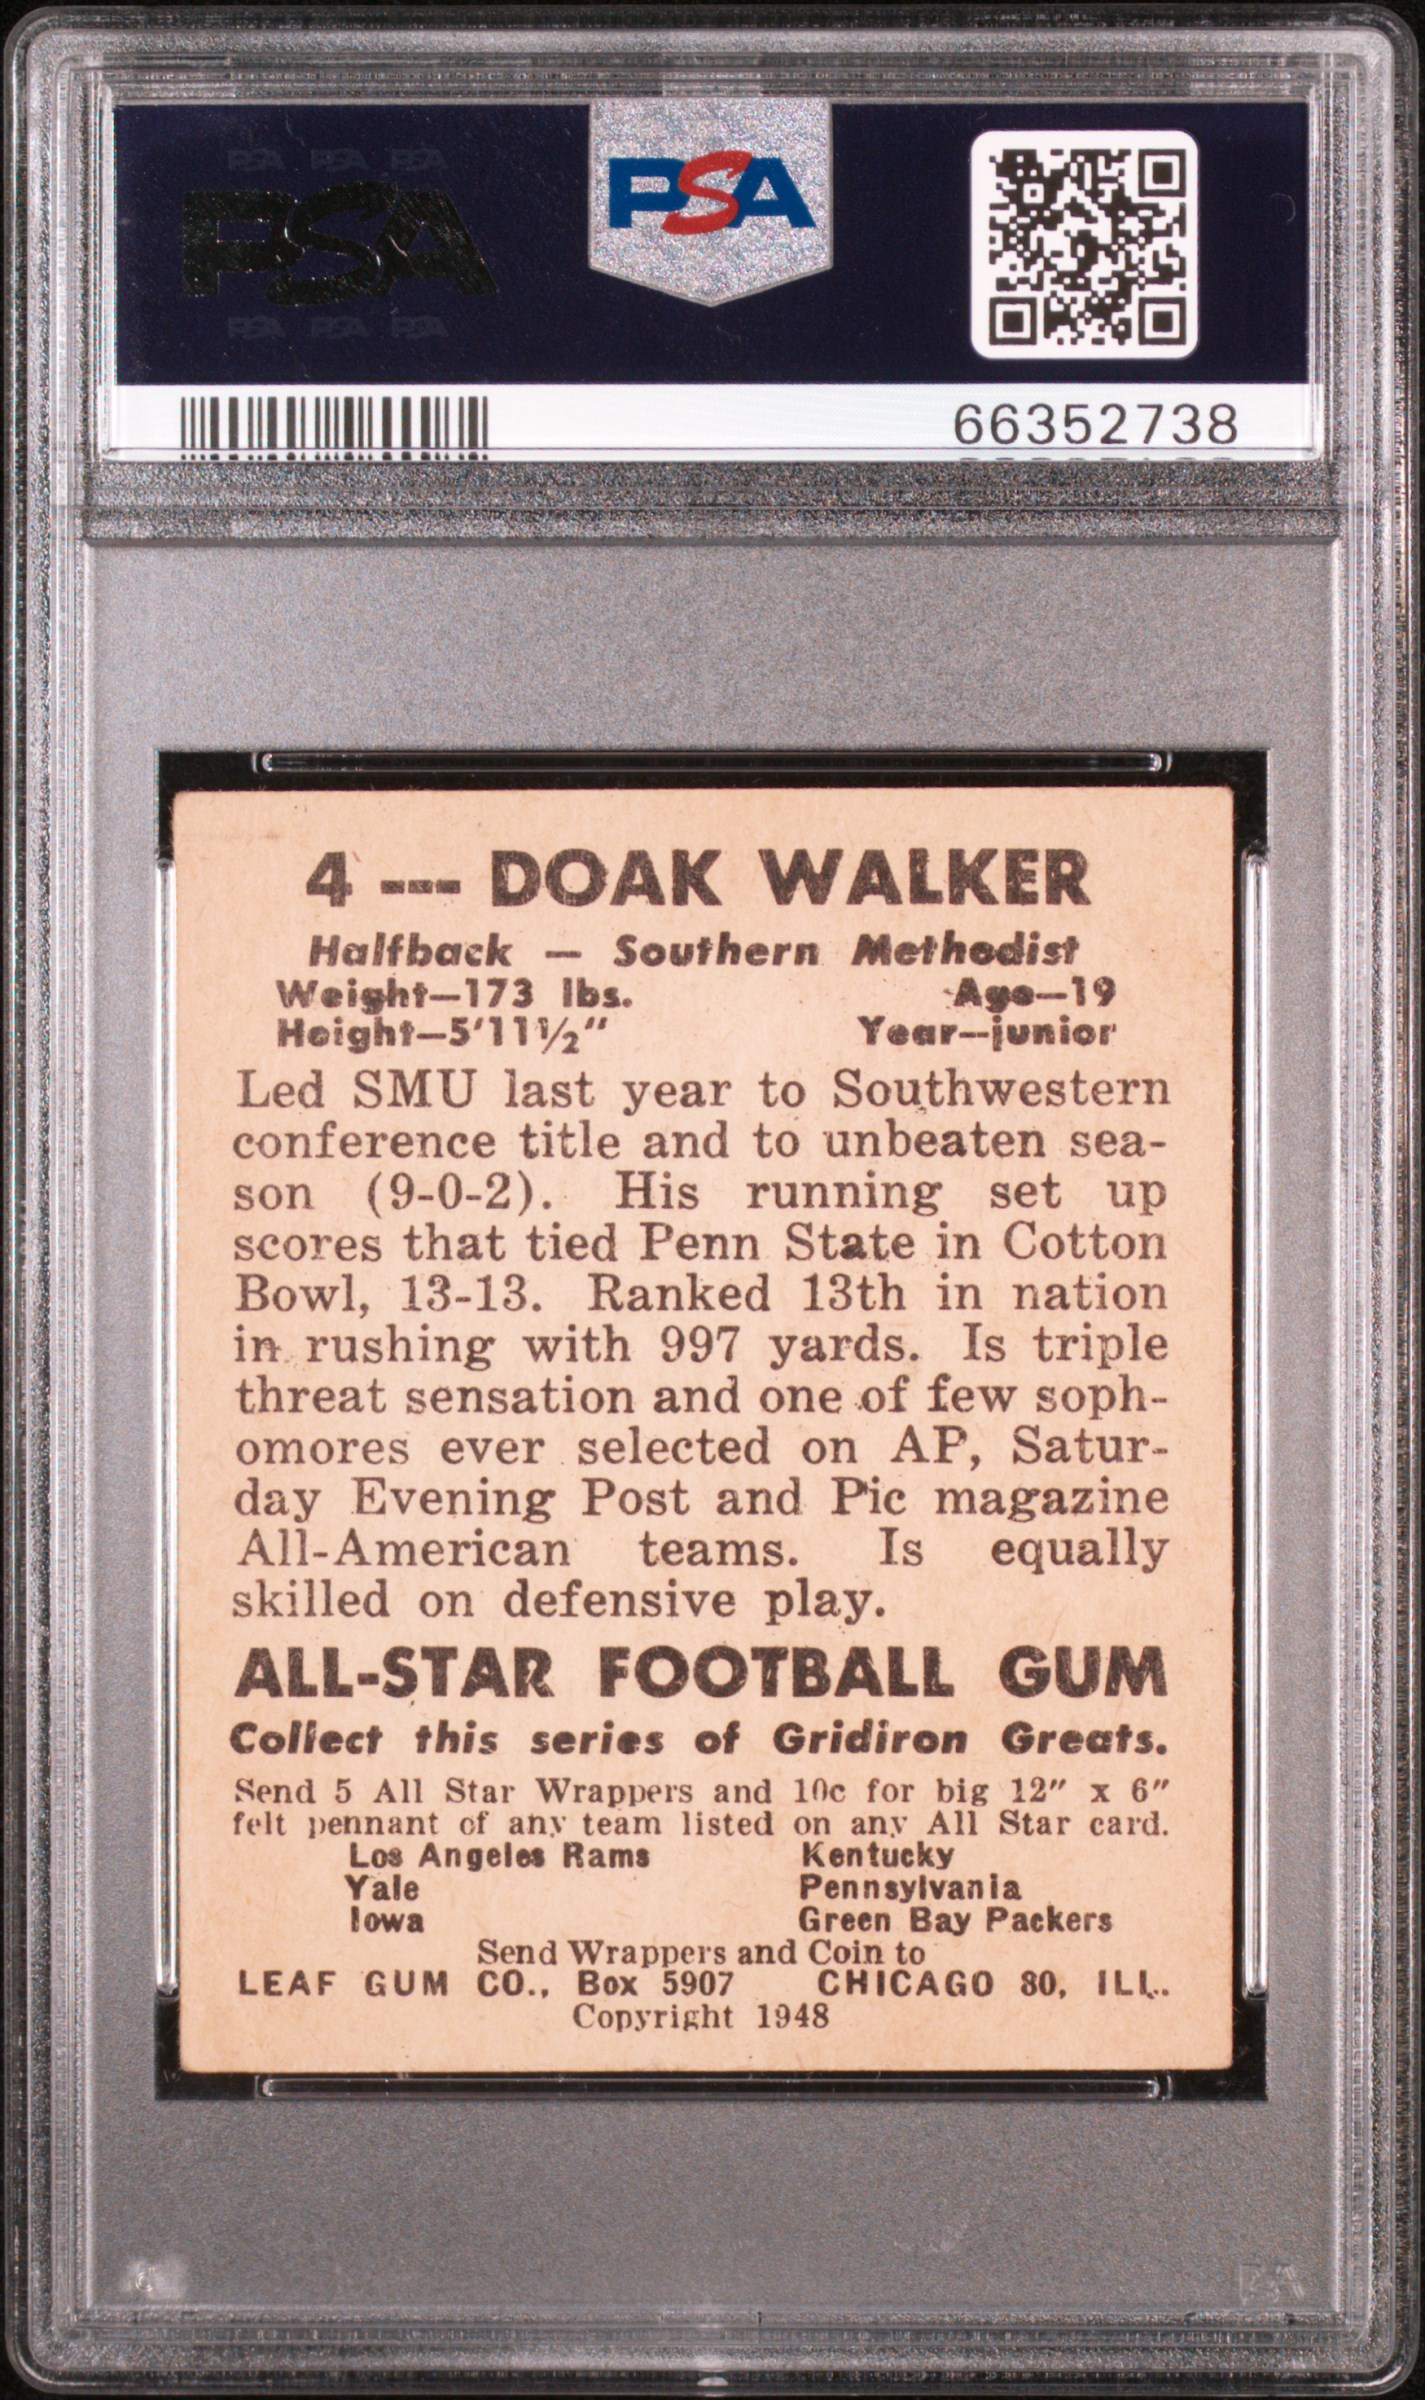 PSA PSA PSA
PSA
PSA PSA PSA
PSA
66352738
4 --- DOAK WALKER
Halfback — Southern Methodist
Weight—173 lbs. Age—19
Height—5'11½" Year—junior
Led SMU last year to Southwestern
conference title and to unbeaten sea-
son (9-0-2). His running set up
scores that tied Penn State in Cotton
Bowl, 13-13. Ranked 13th in nation
in rushing with 997 yards. Is triple
threat sensation and one of few soph-
omores ever selected on AP, Satur-
day Evening Post and Pic magazine
All-American teams. Is equally
skilled on defensive play.
ALL-STAR FOOTBALL GUM
Collect this series of Gridiron Greats.
Send 5 All Star Wrappers and 10c for big 12" x 6"
felt pennant of any team listed on any All Star card.
Los Angeles Rams Kentucky
Yale Pennsylvania
Iowa Green Bay Packers
Send Wrappers and Coin to
LEAF GUM CO., Box 5907 CHICAGO 80, ILL.
Copyright 1948